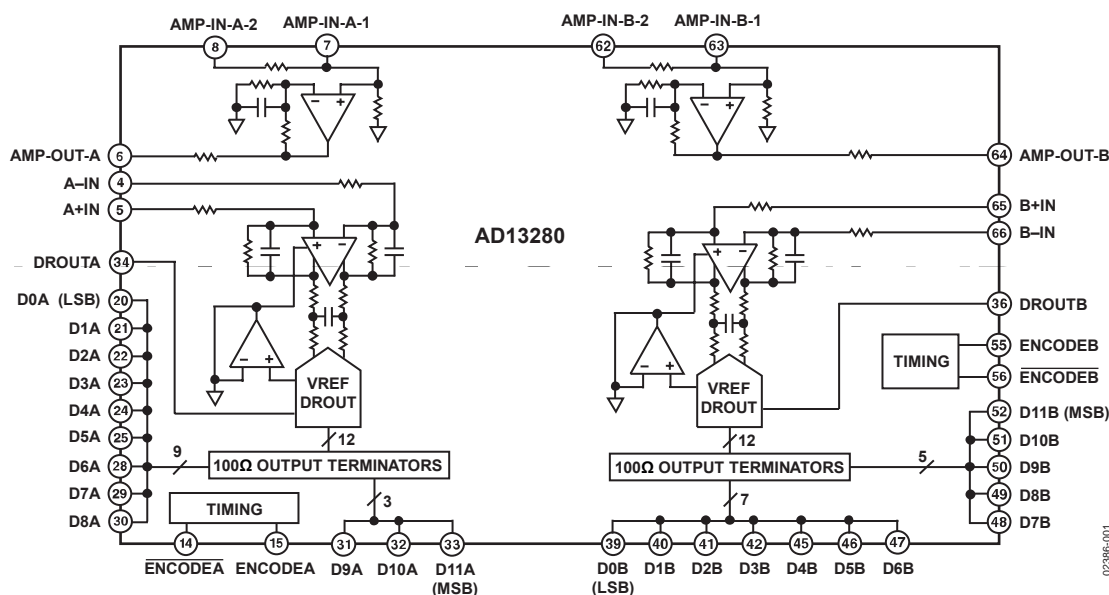 AMP-IN-A-2
AMP-IN-A-1
AMP-IN-B-2
AMP-IN-B-1
8
7
62
63
− +
− +
AMP-OUT-A 6
64 AMP-OUT-B
A–IN 4
A+IN 5
65 B+IN
66 B–IN
AD13280
+ −
+ −
DROUTA 34
36 DROUTB
D0A (LSB) 20
D1A 21
D2A 22
D3A 23
D4A 24
D5A 25
D6A 28
D7A 29
D8A 30
− +
VREF
DROUT
12
9
100Ω OUTPUT TERMINATORS
3
TIMING
− +
VREF
DROUT
12
5
100Ω OUTPUT TERMINATORS
7
TIMING
55 ENCODEB
56 ENCODEB
52 D11B (MSB)
51 D10B
50 D9B
49 D8B
48 D7B
14
15
31
32
33
39
40
41
42
45
46
47
ENCODEA
ENCODEA
D9A
D10A
D11A
(MSB)
D0B
(LSB)
D1B
D2B
D3B
D4B
D5B
D6B
02386-001